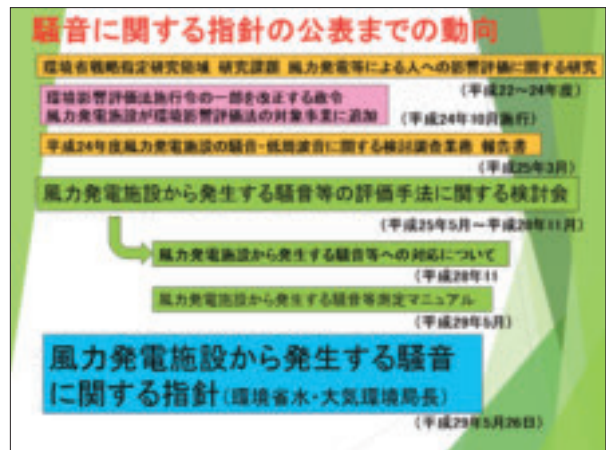 騒音に関する指針の公表までの動向
環境省戦略指定研究領域 研究課題 風力発電等による人への影響評価に関する研究
(平成22～24年度)
環境影響評価法施行令の一部を改正する政令
風力発電施設が環境影響評価法の対象事業に追加
(平成24年10月施行)
平成24年度風力発電施設の騒音・低周波音に関する検討調査業務 報告書
(平成25年3月)
風力発電施設から発生する騒音等の評価手法に関する検討会
(平成25年5月～平成28年11月)
風力発電施設から発生する騒音等への対応について
(平成28年11
風力発電施設から発生する騒音等測定マニュアル
(平成29年5月)
風力発電施設から発生する騒音
に関する指針(環境省水・大気環境局長)
(平成29年5月26日)